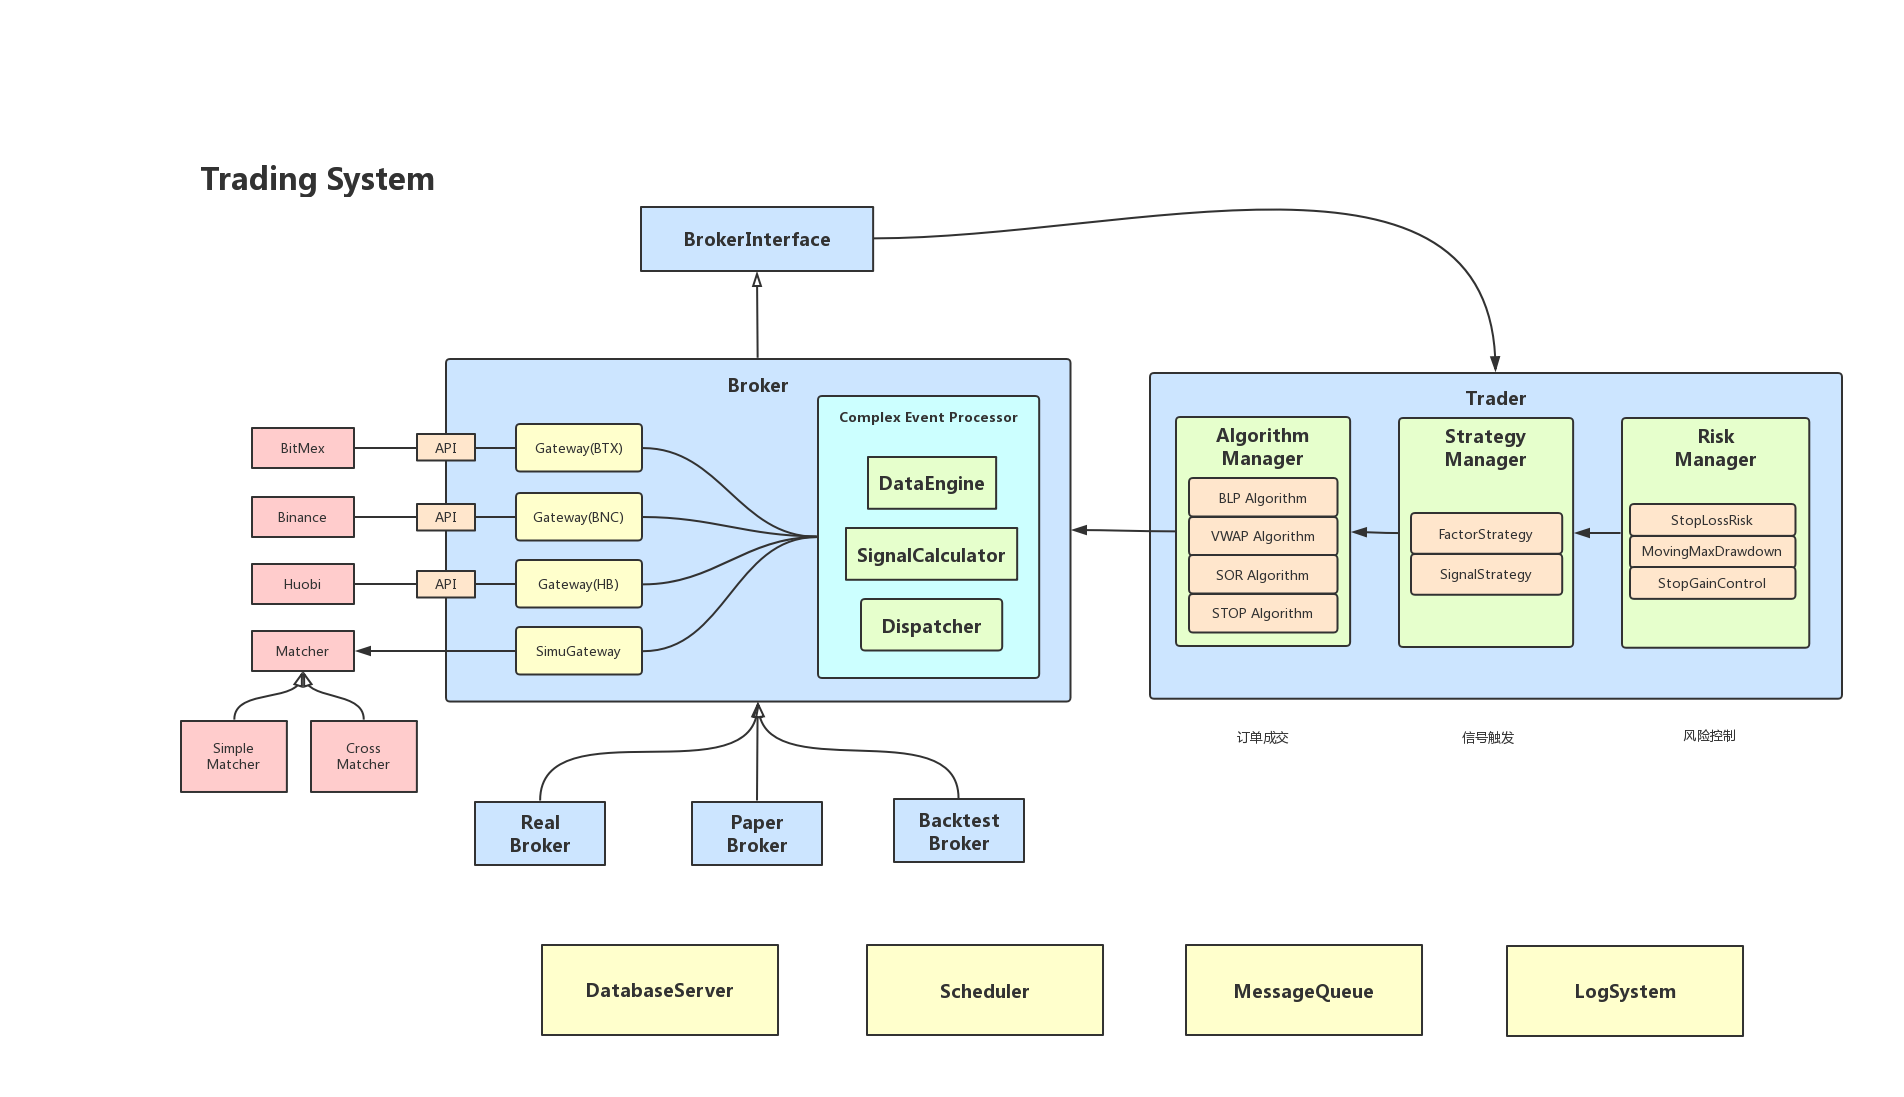 Trading System
BrokerInterface
Broker
Complex Event Processor
BitMex
API
Gateway(BTX)
DataEngine
Binance
API
Gateway(BNC)
SignalCalculator
Huobi
API
Gateway(HB)
Dispatcher
Matcher
SimuGateway
Simple
Matcher
Cross
Matcher
Real
Broker
Paper
Broker
Backtest
Broker
Trader
Algorithm
Manager
BLP Algorithm
VWAP Algorithm
SOR Algorithm
STOP Algorithm
Strategy
Manager
FactorStrategy
SignalStrategy
Risk
Manager
StopLossRisk
MovingMaxDrawdown
StopGainControl
订单成交
信号触发
风险控制
DatabaseServer
Scheduler
MessageQueue
LogSystem